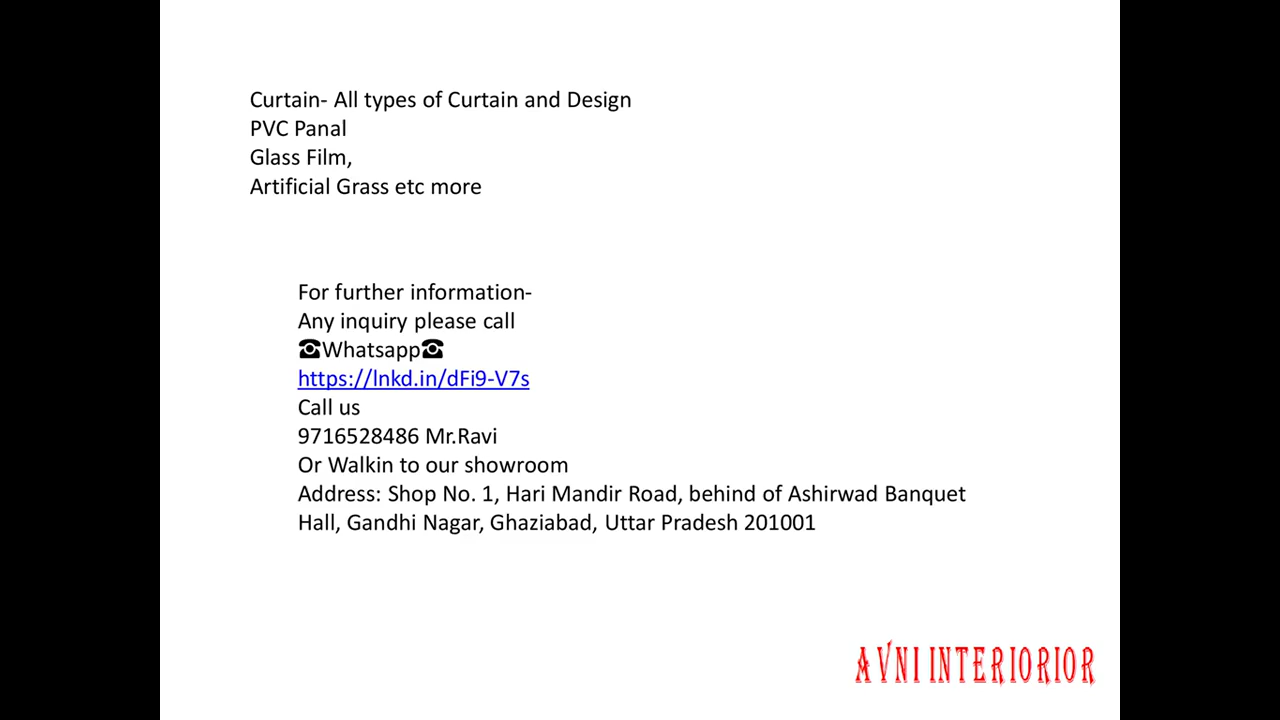 Curtain- All types of Curtain and Design
PVC Panal
Glass Film,
Artificial Grass etc more
For further information-
Any inquiry please call
☎Whatsapp☎
https://lnkd.in/dFi9-V7s
Call us
9716528486 Mr.Ravi
Or Walkin to our showroom
Address: Shop No. 1, Hari Mandir Road, behind of Ashirwad Banquet
Hall, Gandhi Nagar, Ghaziabad, Uttar Pradesh 201001
AVNI INTERIORIOR